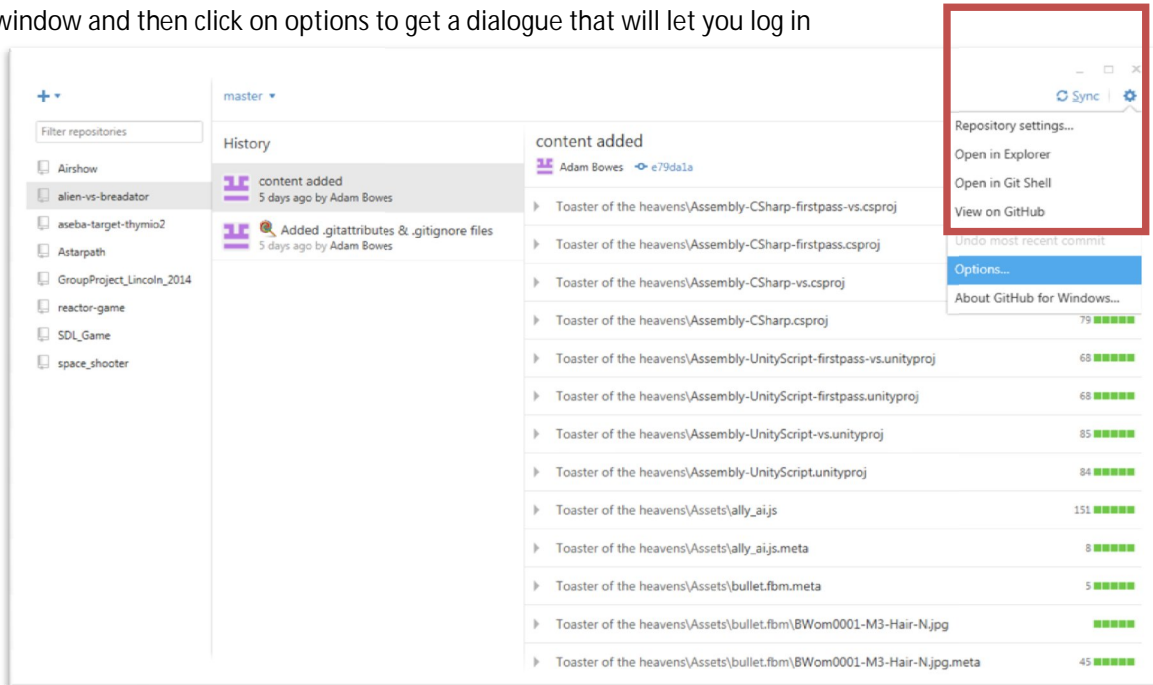 window and then click on options to get a dialogue that will let you log in
master
Sync
Filter repositories
Airshow
alien-vs-breadator
aseba-target-thymio2
Astarpath
GroupProject_Lincoln_2014
reactor-game
SDL_Game
space_shooter
History
content added
5 days ago by Adam Bowes
Added .gitattributes & .gitignore files
5 days ago by Adam Bowes
content added
Adam Bowes e79da1a
Repository settings...
Open in Explorer
Open in Git Shell
View on GitHub
Undo most recent commit
Options...
About GitHub for Windows...
Toaster of the heavens\Assembly-CSharp-firstpass-vs.csproj
Toaster of the heavens\Assembly-CSharp-firstpass.csproj
Toaster of the heavens\Assembly-CSharp-vs.csproj
Toaster of the heavens\Assembly-CSharp.csproj 79
Toaster of the heavens\Assembly-UnityScript-firstpass-vs.unityproj 68
Toaster of the heavens\Assembly-UnityScript-firstpass.unityproj 68
Toaster of the heavens\Assembly-UnityScript-vs.unityproj 85
Toaster of the heavens\Assembly-UnityScript.unityproj 84
Toaster of the heavens\Assets\ally_ai.js 151
Toaster of the heavens\Assets\ally_ai.js.meta 8
Toaster of the heavens\Assets\bullet.fbm.meta 5
Toaster of the heavens\Assets\bullet.fbm\BWom0001-M3-Hair-N.jpg
Toaster of the heavens\Assets\bullet.fbm\BWom0001-M3-Hair-N.jpg.meta 45